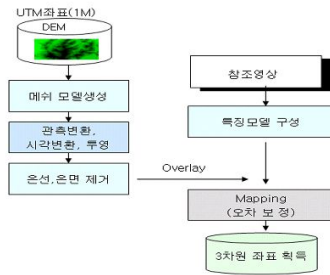 UTM좌표(1M)
DEM
메쉬 모델생성
관측변환,
시각변환, 투영
은선,은면 제거
Overlay
참조영상
특징모델 구성
Mapping
(오차 보 정)
3차원 좌표 획득